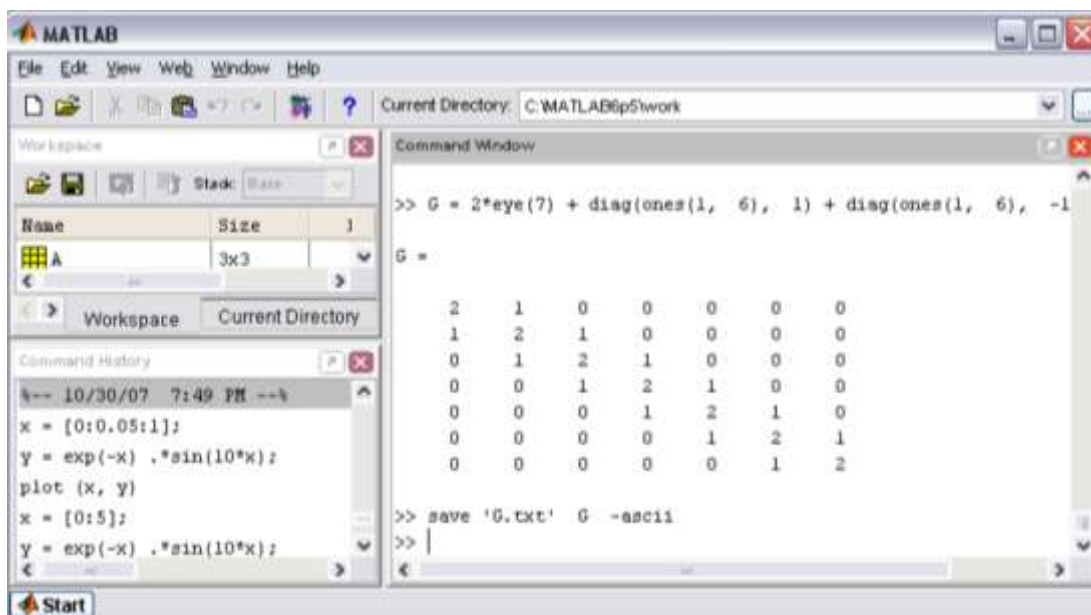 MATLAB
File Edit View Web Window Help
? Current Directory: C:\MATLAB6p5\work
Workspace
Stack: Base
Name Size
A 3x3
Workspace Current Directory
Command History
%-- 10/30/07 7:49 PM --%
x = [0:0.05:1];
y = exp(-x) .*sin(10*x);
plot (x, y)
x = [0:5];
y = exp(-x) .*sin(10*x);
Command Window
>> G = 2*eye(7) + diag(ones(1, 6), 1) + diag(ones(1, 6), -1
G =
2 1 0 0 0 0 0
1 2 1 0 0 0 0
0 1 2 1 0 0 0
0 0 1 2 1 0 0
0 0 0 1 2 1 0
0 0 0 0 1 2 1
0 0 0 0 0 1 2
>> save 'G.txt' G -ascii
>>
Start